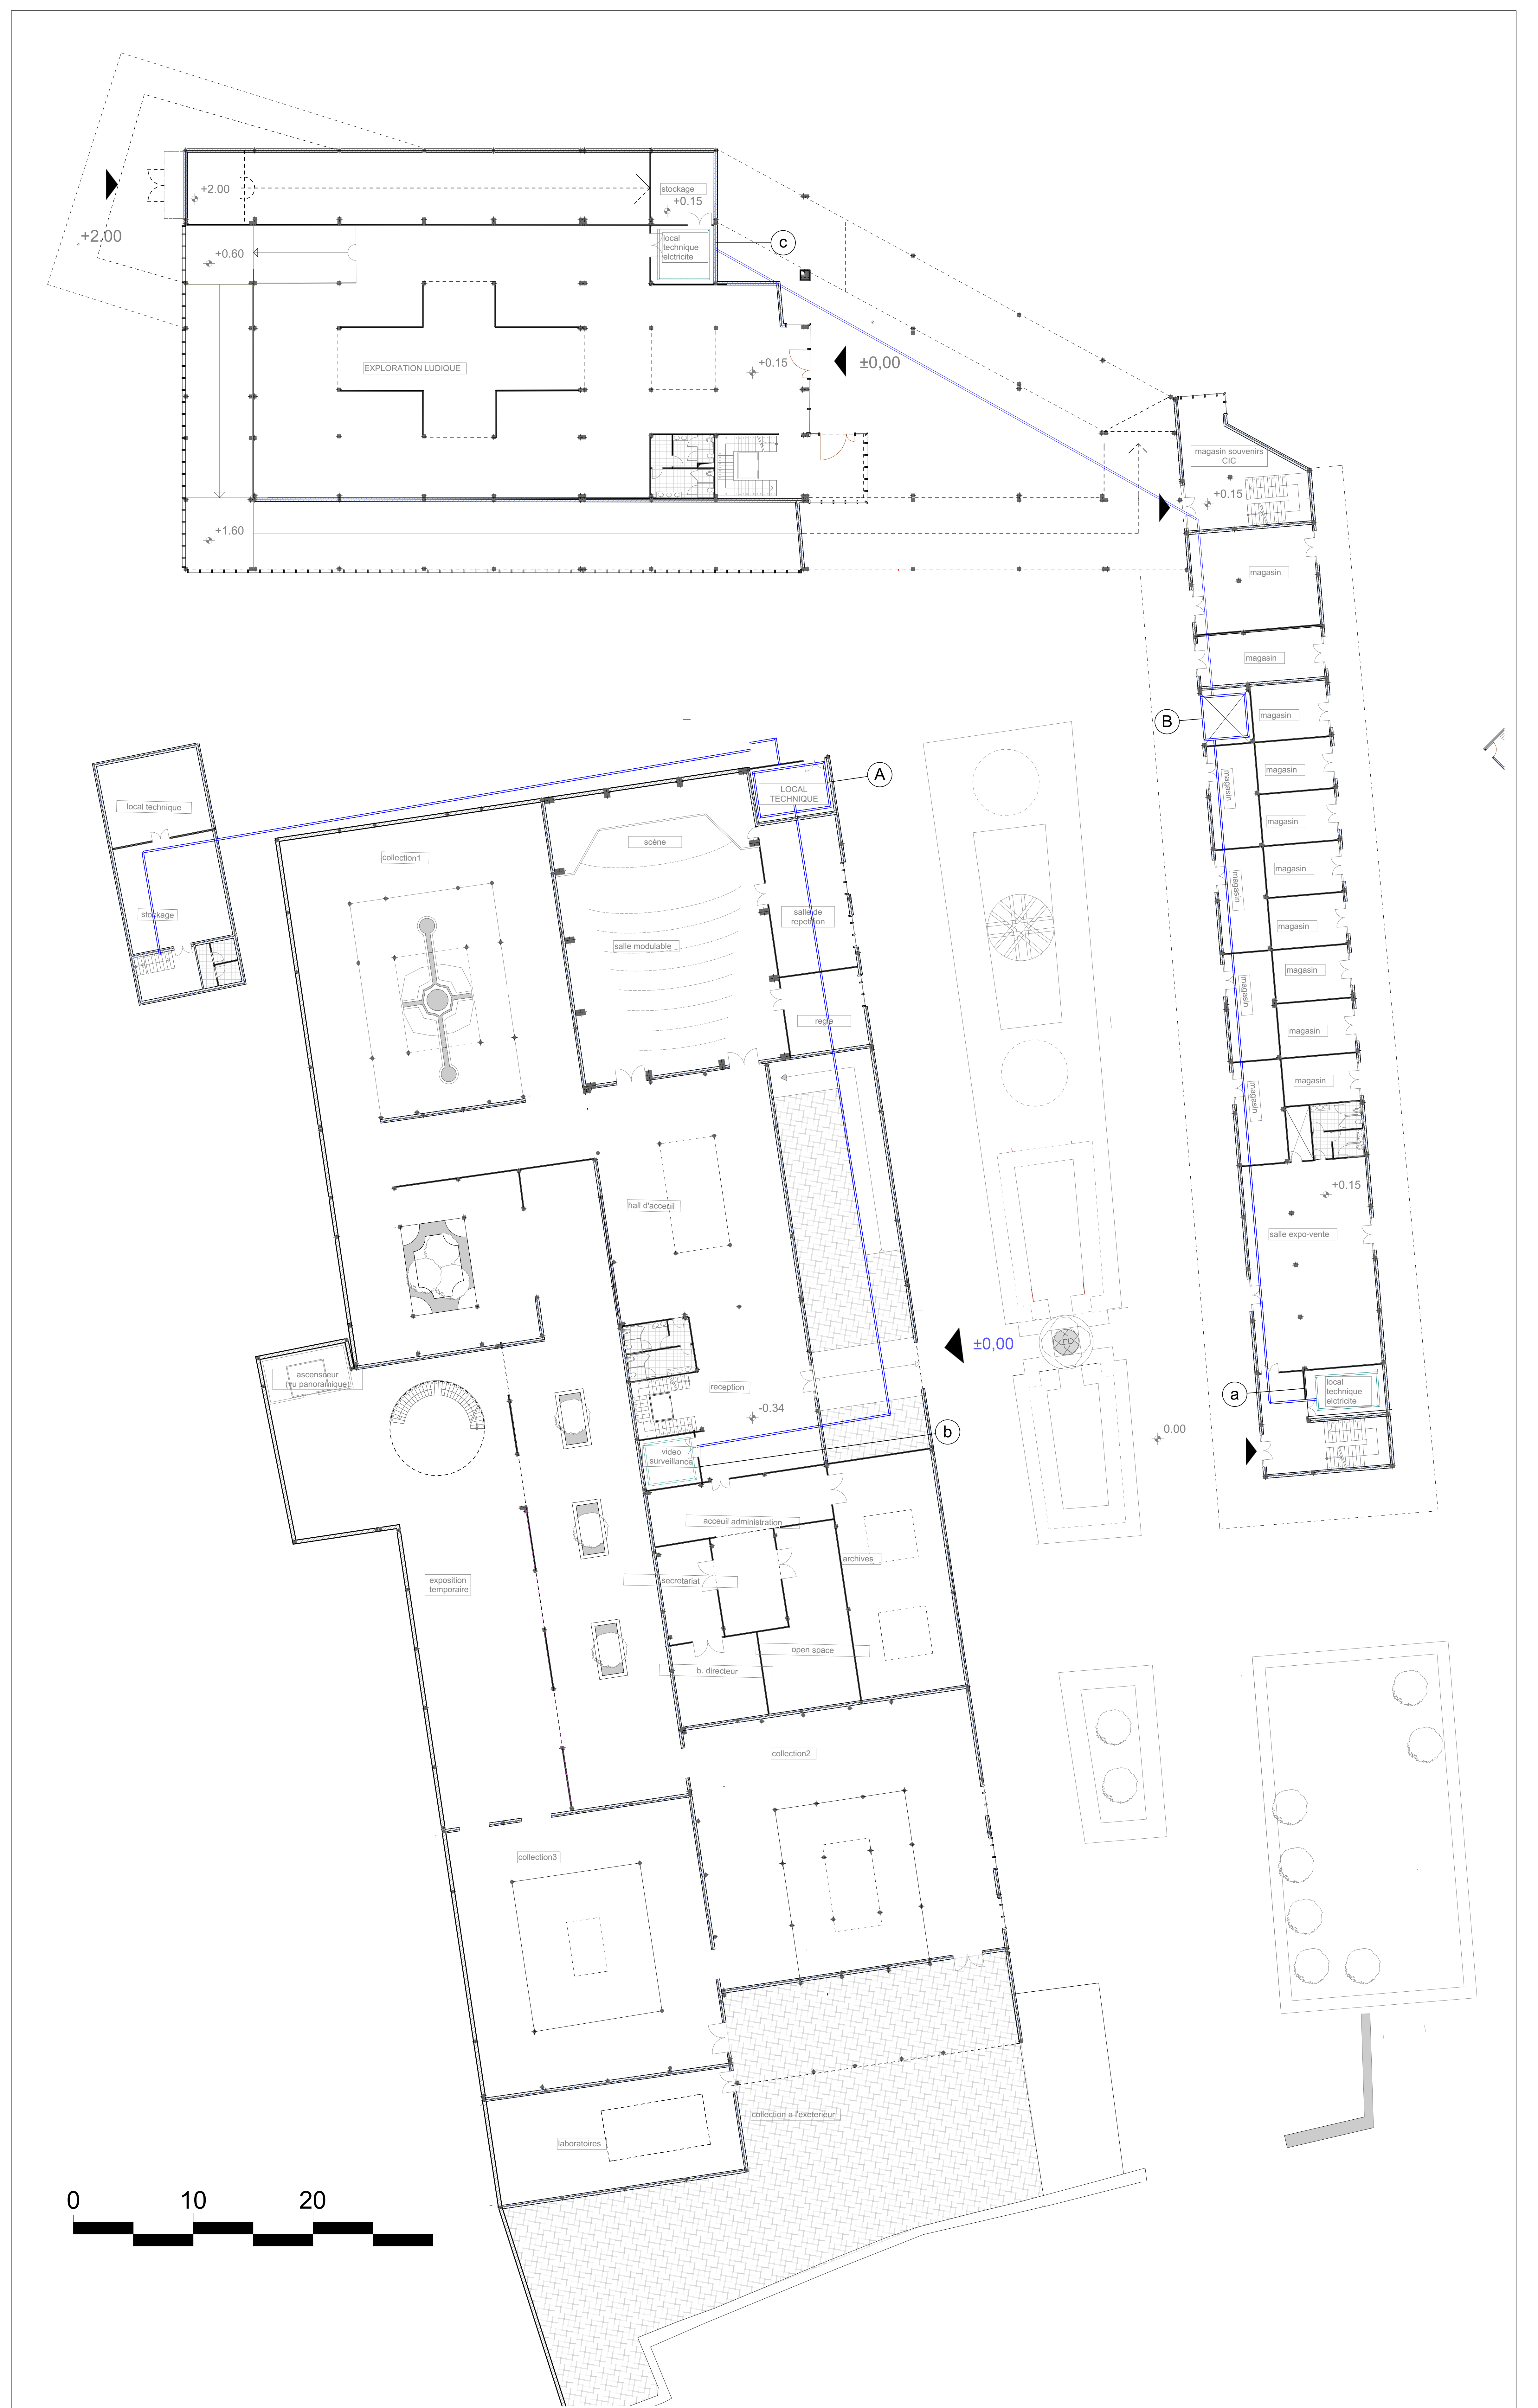 +2.00
stockage
+0.15
+2.00
+0.60
local
technique
elctricite
c
EXPLORATION LUDIQUE
+0.15
±0,00
magasin souvenirs
CIC
+0.15
+1.60
magasin
magasin
B
magasin
magasin
magasin
magasin
magasin
magasin
magasin
magasin
magasin
magasin
magasin
magasin
+0.15
salle expo-vente
local
technique
elctricite
a
local technique
stockage
A
LOCAL
TECHNIQUE
collection1
scéne
salle de
repetition
salle modulable
regie
hall d'acceuil
±0,00
ascensoeur
(vu panoramique)
reception
-0.34
0.00
b
video
surveillance
acceuil administration
archives
exposition
temporaire
secretariat
open space
b. directeur
collection2
collection3
collection a l'exeterieur
laboratoires
0 10 20